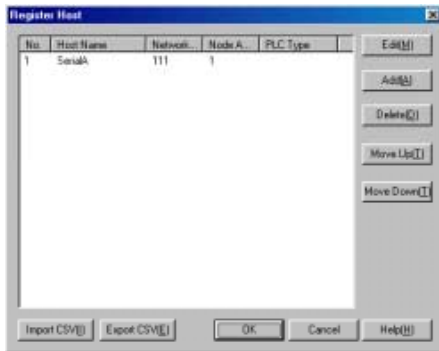 Register Host
No. Host Name Network... Node A... PLC Type
1 SerialA 111 1
Edit(M)
Add(A)
Delete(D)
Move Up(T)
Move Down(T)
Import CSV(I) Export CSV(E) OK Cancel Help(H)